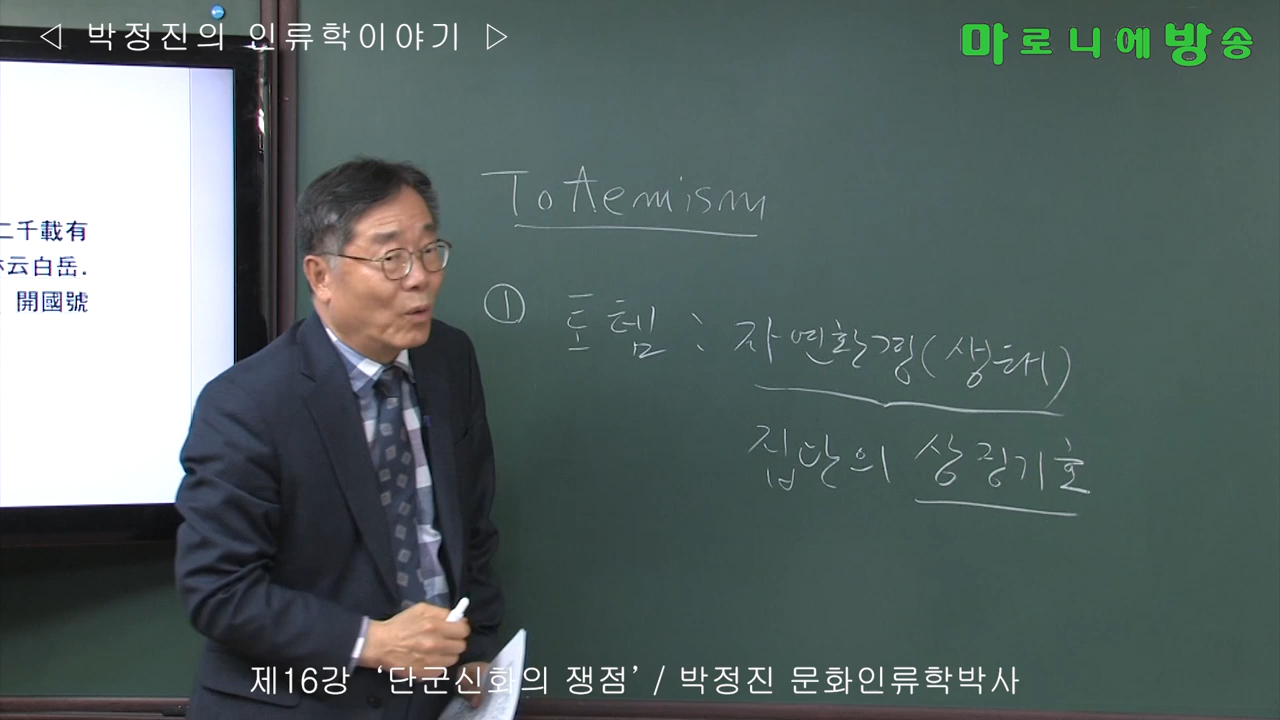 ◁ 박정진의 인류학이야기 ▷
마로니에방송
二千載有
云白岳.
開國號
Totemism
① 토템 : 자연환경(생태)
집단의 상징기호
제16강 ‘단군신화의 쟁점’ / 박정진 문화인류학박사